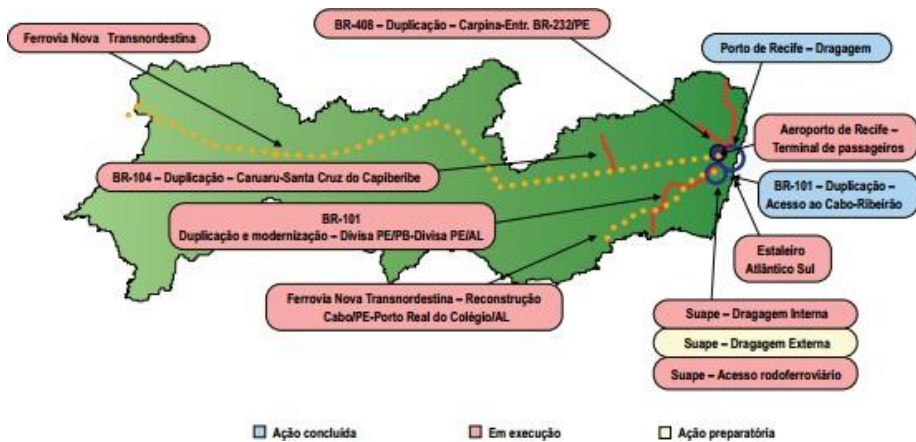 BR-408 – Duplicação – Carpina-Entr. BR-232/PE
Ferrovia Nova Transnordestina
Porto de Recife – Dragagem
Aeroporto de Recife –
Terminal de passageiros
BR-104 – Duplicação – Caruaru-Santa Cruz do Capiberibe
BR-101 – Duplicação –
Acesso ao Cabo-Ribeirão
BR-101
Duplicação e modernização – Divisa PE/PB-Divisa PE/AL
Estaleiro
Atlântico Sul
Ferrovia Nova Transnordestina – Reconstrução
Cabo/PE-Porto Real do Colégio/AL
Suape – Dragagem Interna
Suape – Dragagem Externa
Suape – Acesso rodoferroviário
Ação concluída
Em execução
Ação preparatória